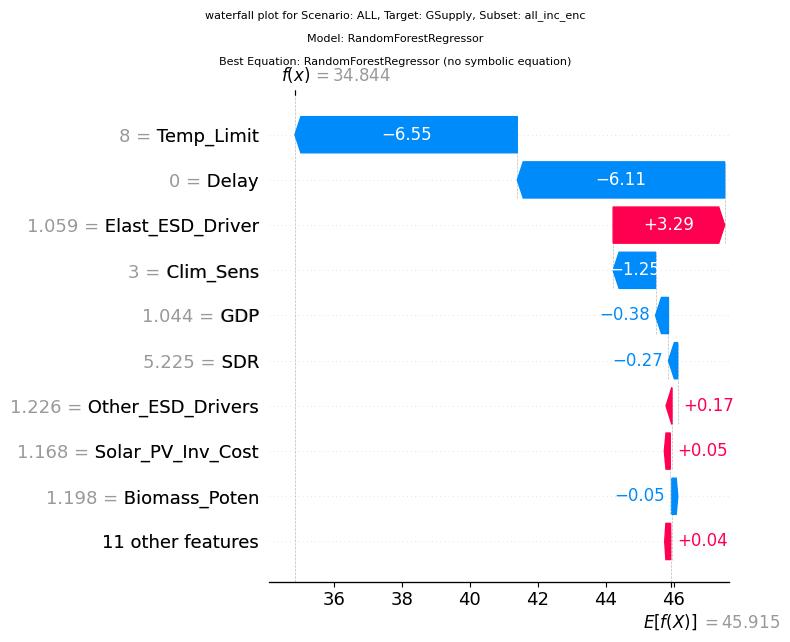 waterfall plot for Scenario: ALL, Target: GSupply, Subset: all_inc_enc
Model: RandomForestRegressor
Best Equation: RandomForestRegressor (no symbolic equation)
f(x) = 34.844
8 = Temp_Limit −6.55
0 = Delay −6.11
1.059 = Elast_ESD_Driver +3.29
3 = Clim_Sens −1.25
1.044 = GDP −0.38
5.225 = SDR −0.27
1.226 = Other_ESD_Drivers +0.17
1.168 = Solar_PV_Inv_Cost +0.05
1.198 = Biomass_Poten −0.05
11 other features +0.04
36 38 40 42 44 46
E[f(X)] = 45.915